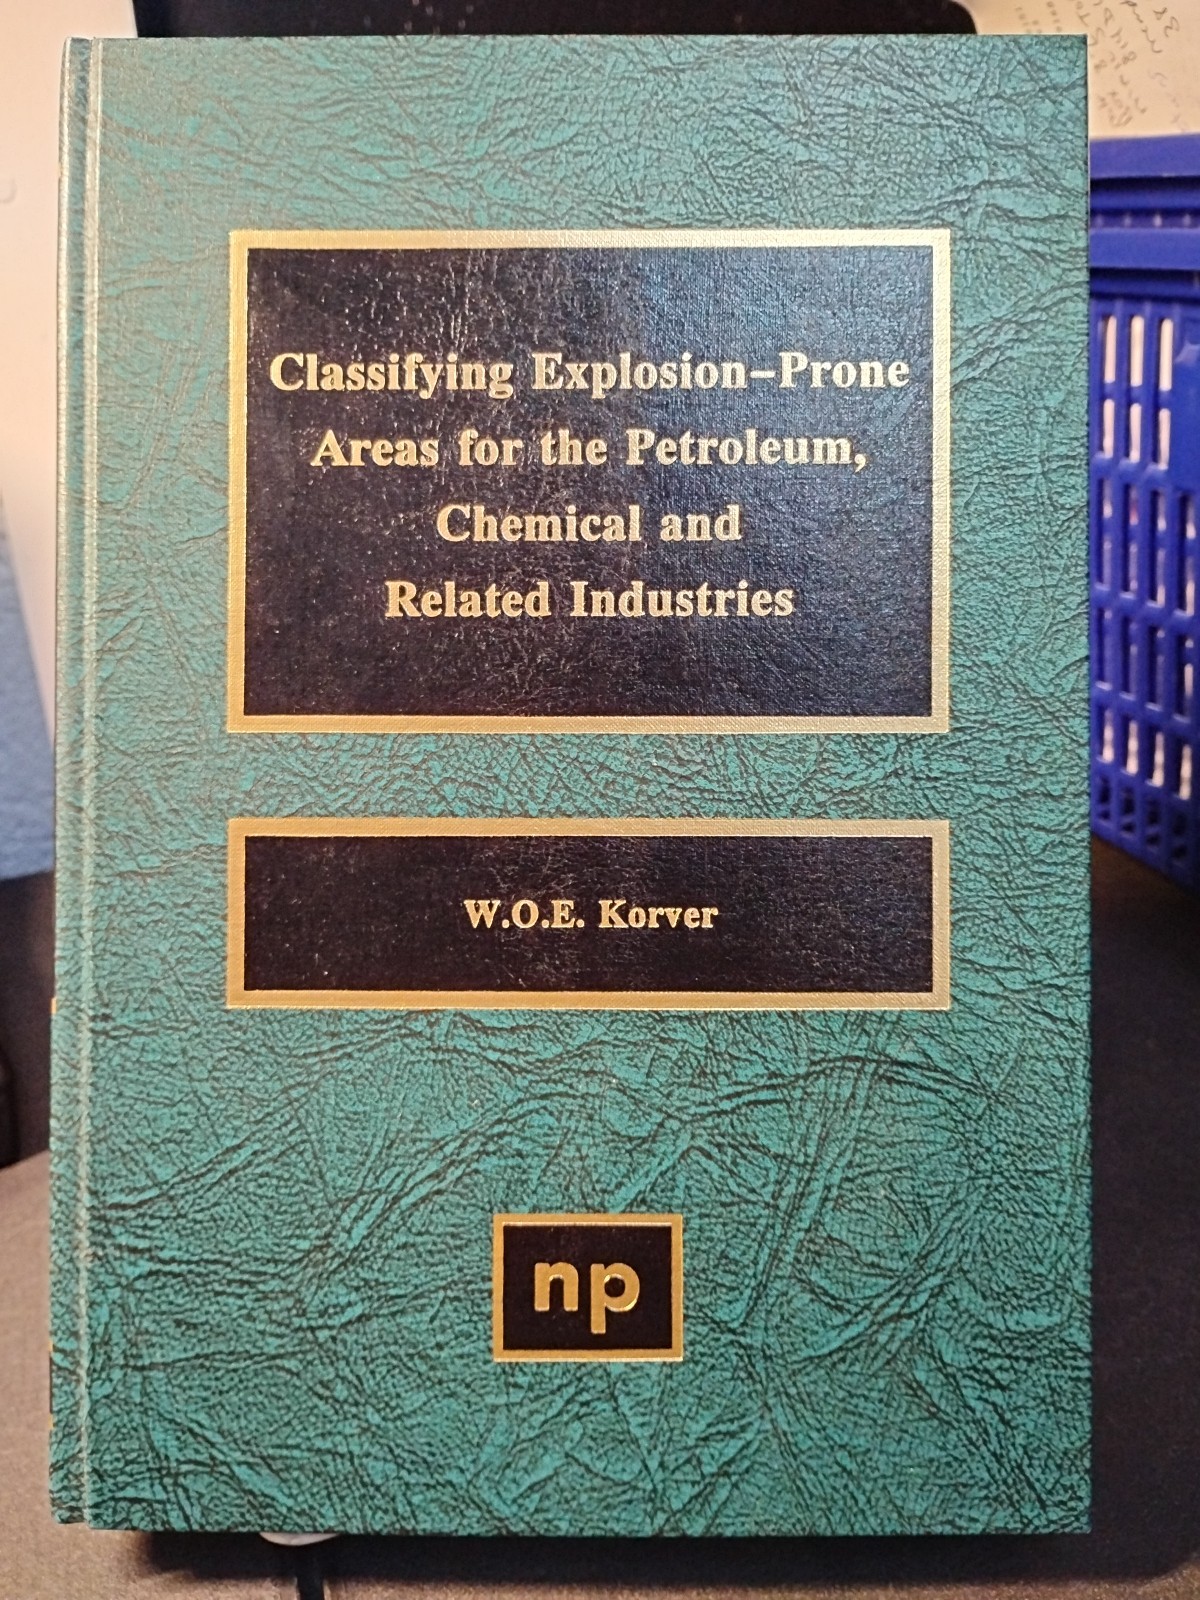 Classifying Explosion-Prone
Areas for the Petroleum,
Chemical and
Related Industries
W.O.E. Korver
np